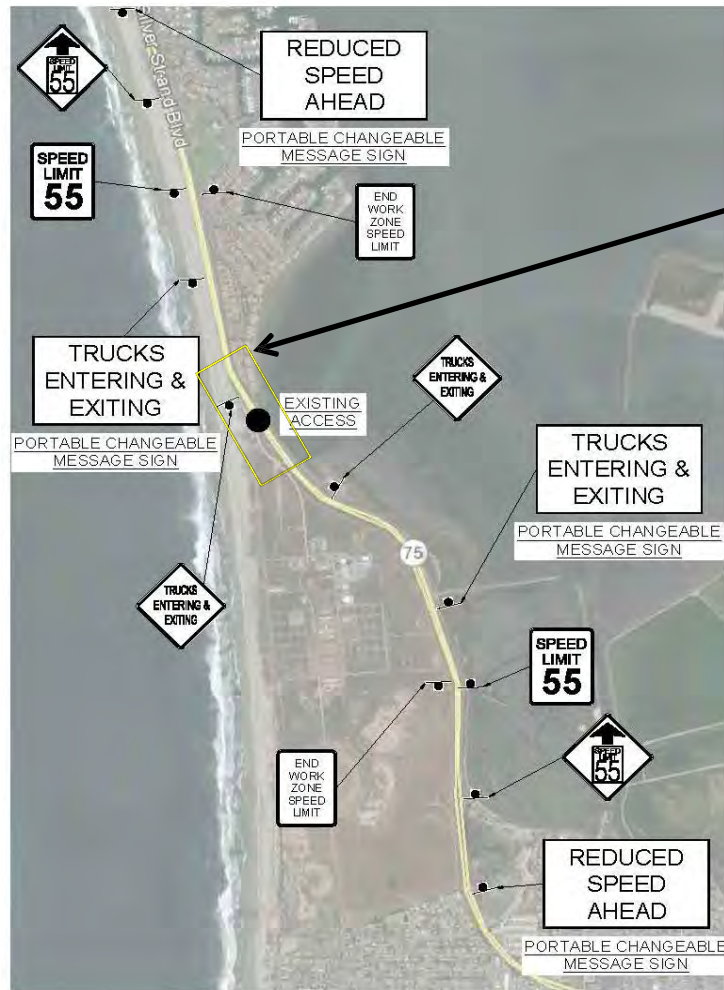 Silver Strand Blvd
SPEED
LIMIT
55
REDUCED
SPEED
AHEAD
PORTABLE CHANGEABLE
MESSAGE SIGN
SPEED
LIMIT
55
END
WORK
ZONE
SPEED
LIMIT
TRUCKS
ENTERING &
EXITING
PORTABLE CHANGEABLE
MESSAGE SIGN
EXISTING
ACCESS
TRUCKS
ENTERING &
EXITING
TRUCKS
ENTERING &
EXITING
PORTABLE CHANGEABLE
MESSAGE SIGN
75
TRUCKS
ENTERING &
EXITING
SPEED
LIMIT
55
END
WORK
ZONE
SPEED
LIMIT
SPEED
LIMIT
55
REDUCED
SPEED
AHEAD
PORTABLE CHANGEABLE
MESSAGE SIGN